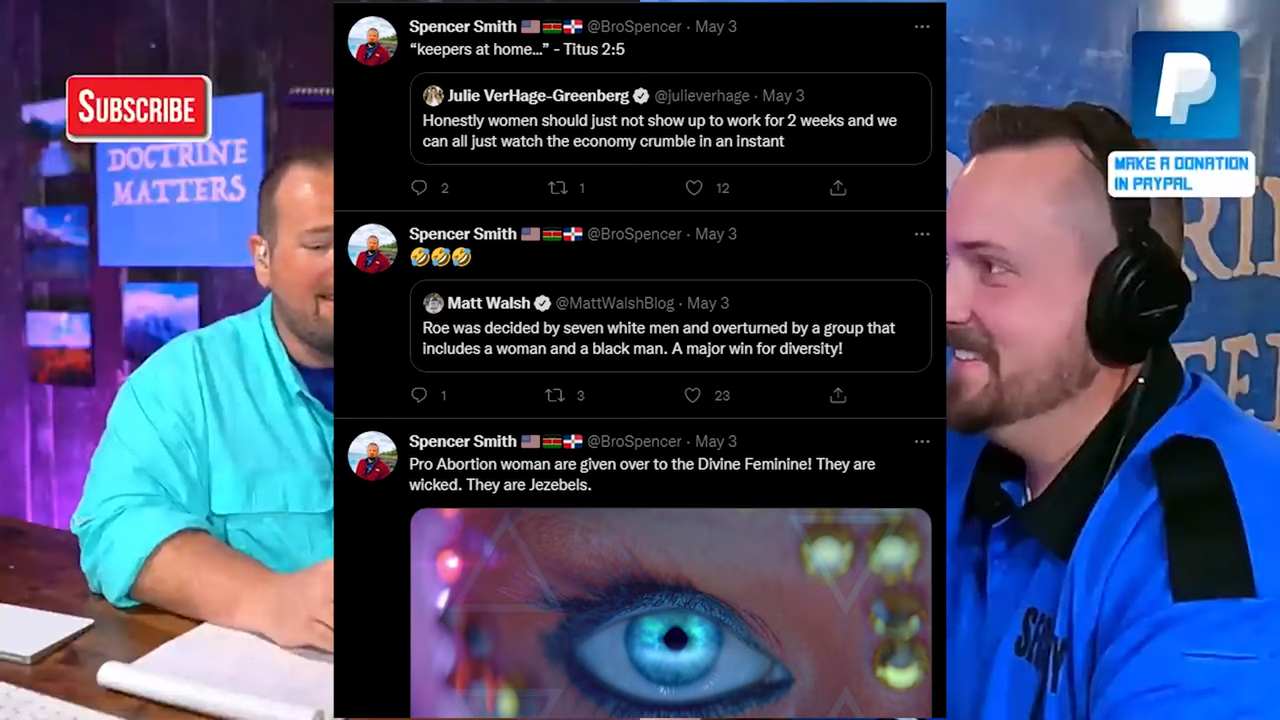 SUBSCRIBE
DOCTRINE
MATTERS
Spencer Smith 🇺🇸🇰🇪🇩🇴 @BroSpencer · May 3
“keepers at home...” - Titus 2:5
Julie VerHage-Greenberg @julieverhage · May 3
Honestly women should just not show up to work for 2 weeks and we
can all just watch the economy crumble in an instant
2 1 12
Spencer Smith 🇺🇸🇰🇪🇩🇴 @BroSpencer · May 3
🤣🤣🤣
Matt Walsh @MattWalshBlog · May 3
Roe was decided by seven white men and overturned by a group that
includes a woman and a black man. A major win for diversity!
1 3 23
Spencer Smith 🇺🇸🇰🇪🇩🇴 @BroSpencer · May 3
Pro Abortion woman are given over to the Divine Feminine! They are
wicked. They are Jezebels.
MAKE A DONATION
IN PAYPAL